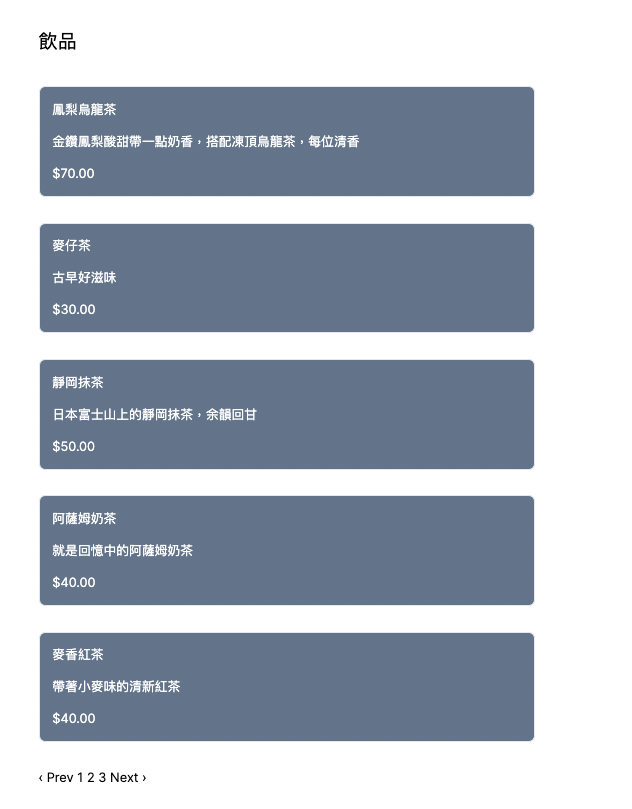 飲品
鳳梨烏龍茶
金鑽鳳梨酸甜帶一點奶香，搭配凍頂烏龍茶，每位清香
$70.00
麥仔茶
古早好滋味
$30.00
靜岡抹茶
日本富士山上的靜岡抹茶，余韻回甘
$50.00
阿薩姆奶茶
就是回憶中的阿薩姆奶茶
$40.00
麥香紅茶
帶著小麥味的清新紅茶
$40.00
‹ Prev 1 2 3 Next ›